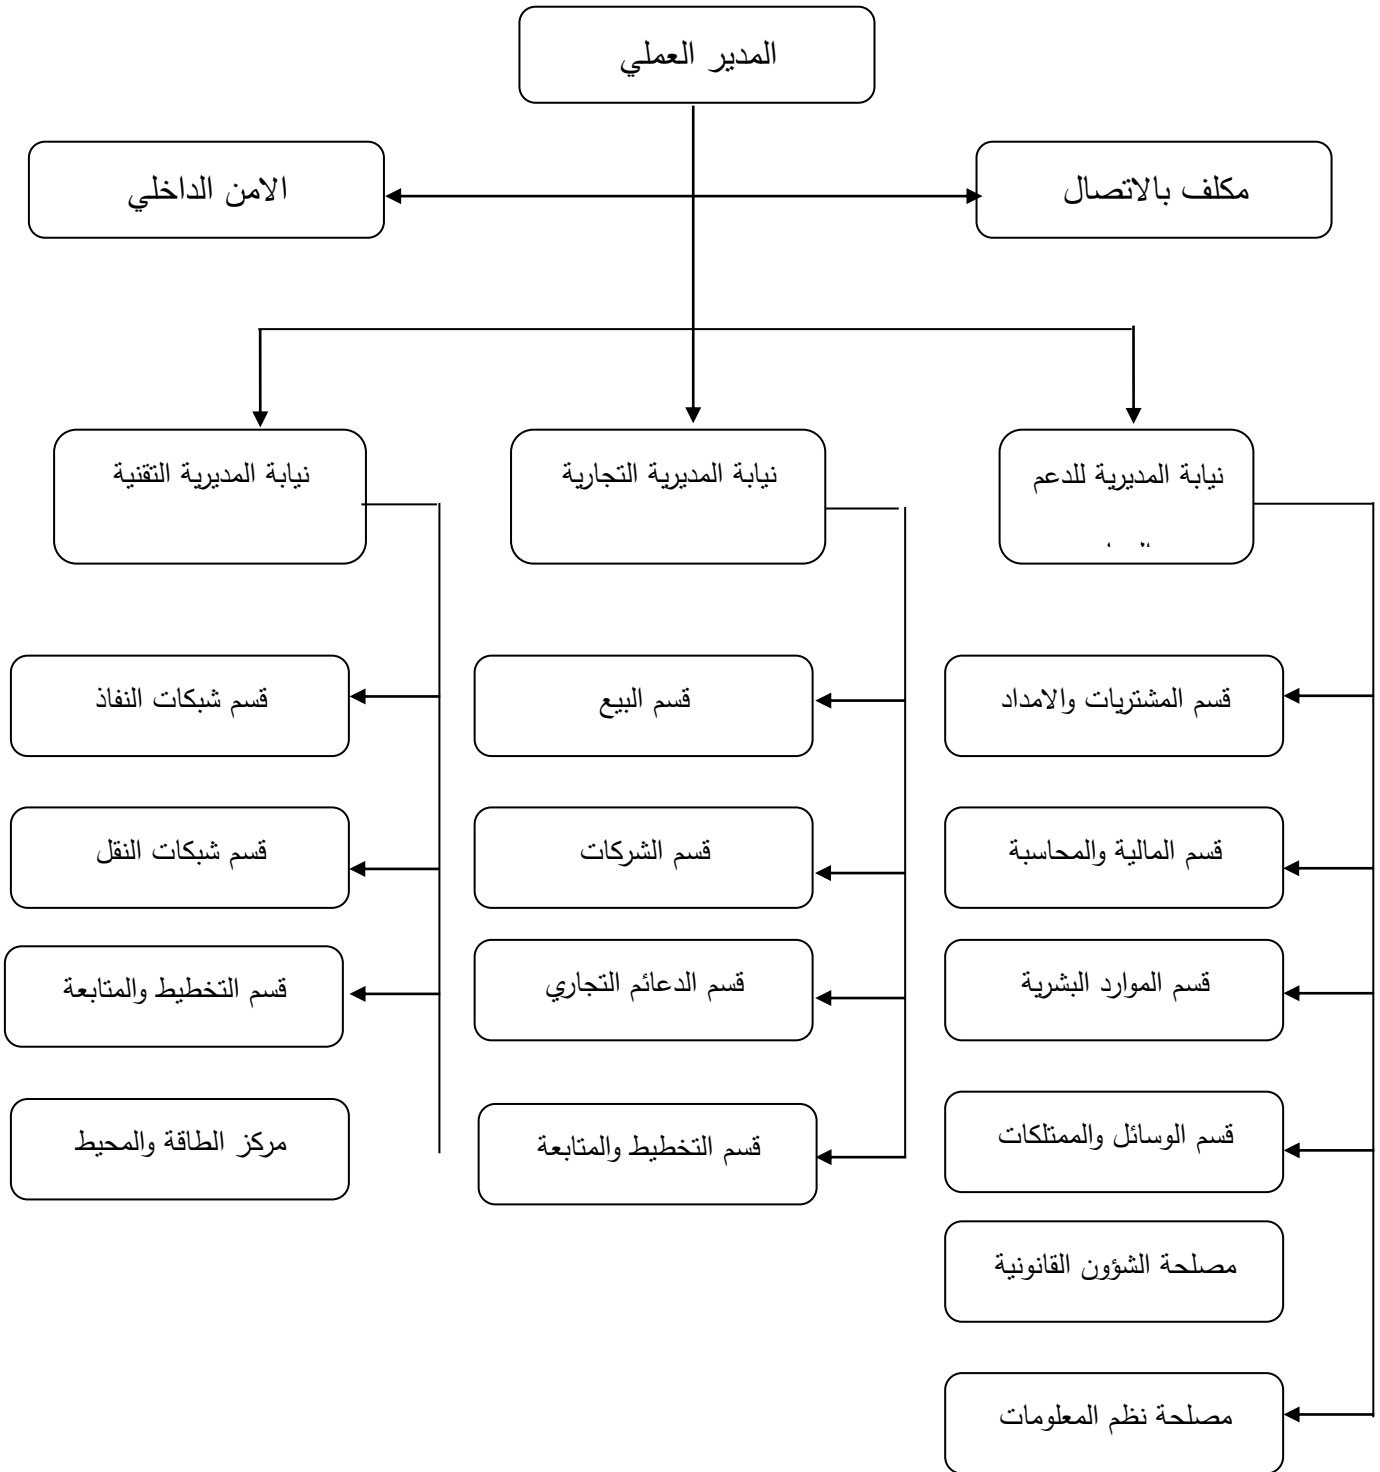 المدير العملي
مكلف بالاتصال
الامن الداخلي
نيابة المديرية للدعم
نيابة المديرية التجارية
نيابة المديرية التقنية
قسم المشتريات والامداد
قسم البيع
قسم شبكات النفاذ
قسم المالية والمحاسبة
قسم الشركات
قسم شبكات النقل
قسم الموارد البشرية
قسم الدعائم التجاري
قسم التخطيط والمتابعة
قسم الوسائل والممتلكات
قسم التخطيط والمتابعة
مركز الطاقة والمحيط
مصلحة الشؤون القانونية
مصلحة نظم المعلومات